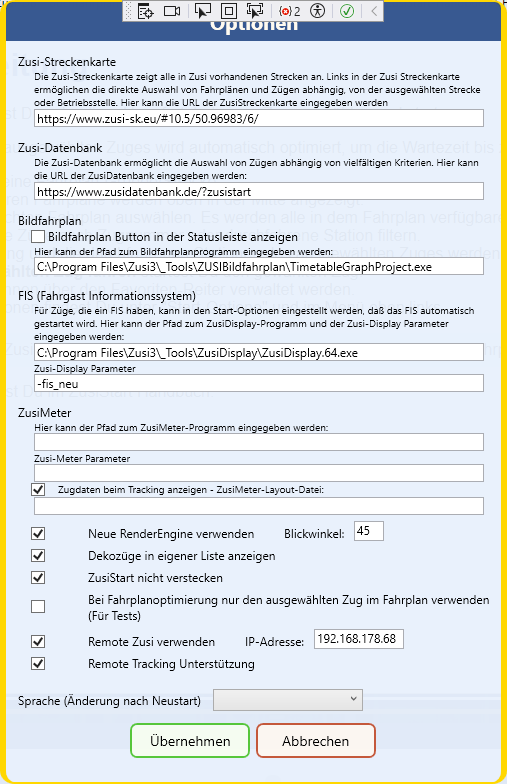 2
Optionen
Zusi-Streckenkarte
Die Zusi-Streckenkarte zeigt alle in Zusi vorhandenen Strecken an. Links in der Zusi Streckenkarte
ermöglichen die direkte Auswahl von Fahrplänen und Zügen abhängig, von der ausgewählten Strecke
oder Betriebsstelle. Hier kann die URL der ZusiStreckenkarte eingegeben werden
https://www.zusi-sk.eu/#10.5/50.96983/6/
Zusi-Datenbank
Die Zusi-Datenbank ermöglicht die Auswahl von Zügen abhängig von vielfältigen Kriterien. Hier kann
die URL der ZusiDatenbank eingegeben werden:
https://www.zusidatenbank.de/?zusistart
Bildfahrplan
Bildfahrplan Button in der Statusleiste anzeigen
Hier kann der Pfad zum Bildfahrplanprogramm eingegeben werden:
C:\Program Files\Zusi3\_Tools\ZUSIBildfahrplan\TimetableGraphProject.exe
FIS (Fahrgast Informationssystem)
Für Züge, die ein FIS haben, kann in den Start-Optionen eingestellt werden, daß das FIS automatisch
gestartet wird. Hier kann der Pfad zum ZusiDisplay-Programm und der Zusi-Display Parameter
eingegeben werden:
C:\Program Files\Zusi3\_Tools\ZusiDisplay\ZusiDisplay.64.exe
Zusi-Display Parameter
-fis_neu
ZusiMeter
Hier kann der Pfad zum ZusiMeter-Programm eingegeben werden:
Zusi-Meter Parameter
Zugdaten beim Tracking anzeigen - ZusiMeter-Layout-Datei:
Neue RenderEngine verwenden Blickwinkel: 45
Dekozüge in eigener Liste anzeigen
ZusiStart nicht verstecken
Bei Fahrplanoptimierung nur den ausgewählten Zug im Fahrplan verwenden
(Für Tests)
Remote Zusi verwenden IP-Adresse: 192.168.178.68
Remote Tracking Unterstützung
Sprache (Änderung nach Neustart)
Übernehmen Abbrechen